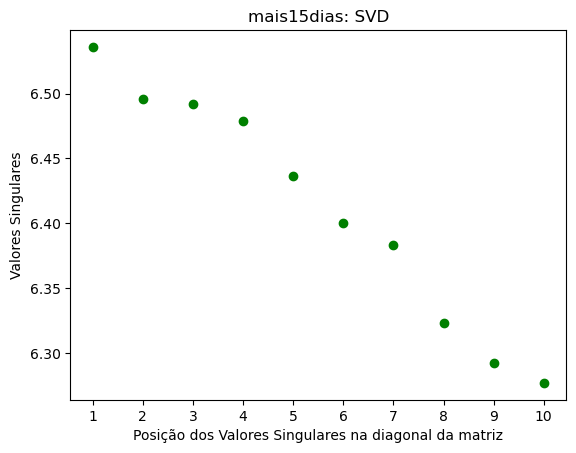 mais15dias: SVD
Valores Singulares
6.50
6.45
6.40
6.35
6.30
1 2 3 4 5 6 7 8 9 10
Posição dos Valores Singulares na diagonal da matriz